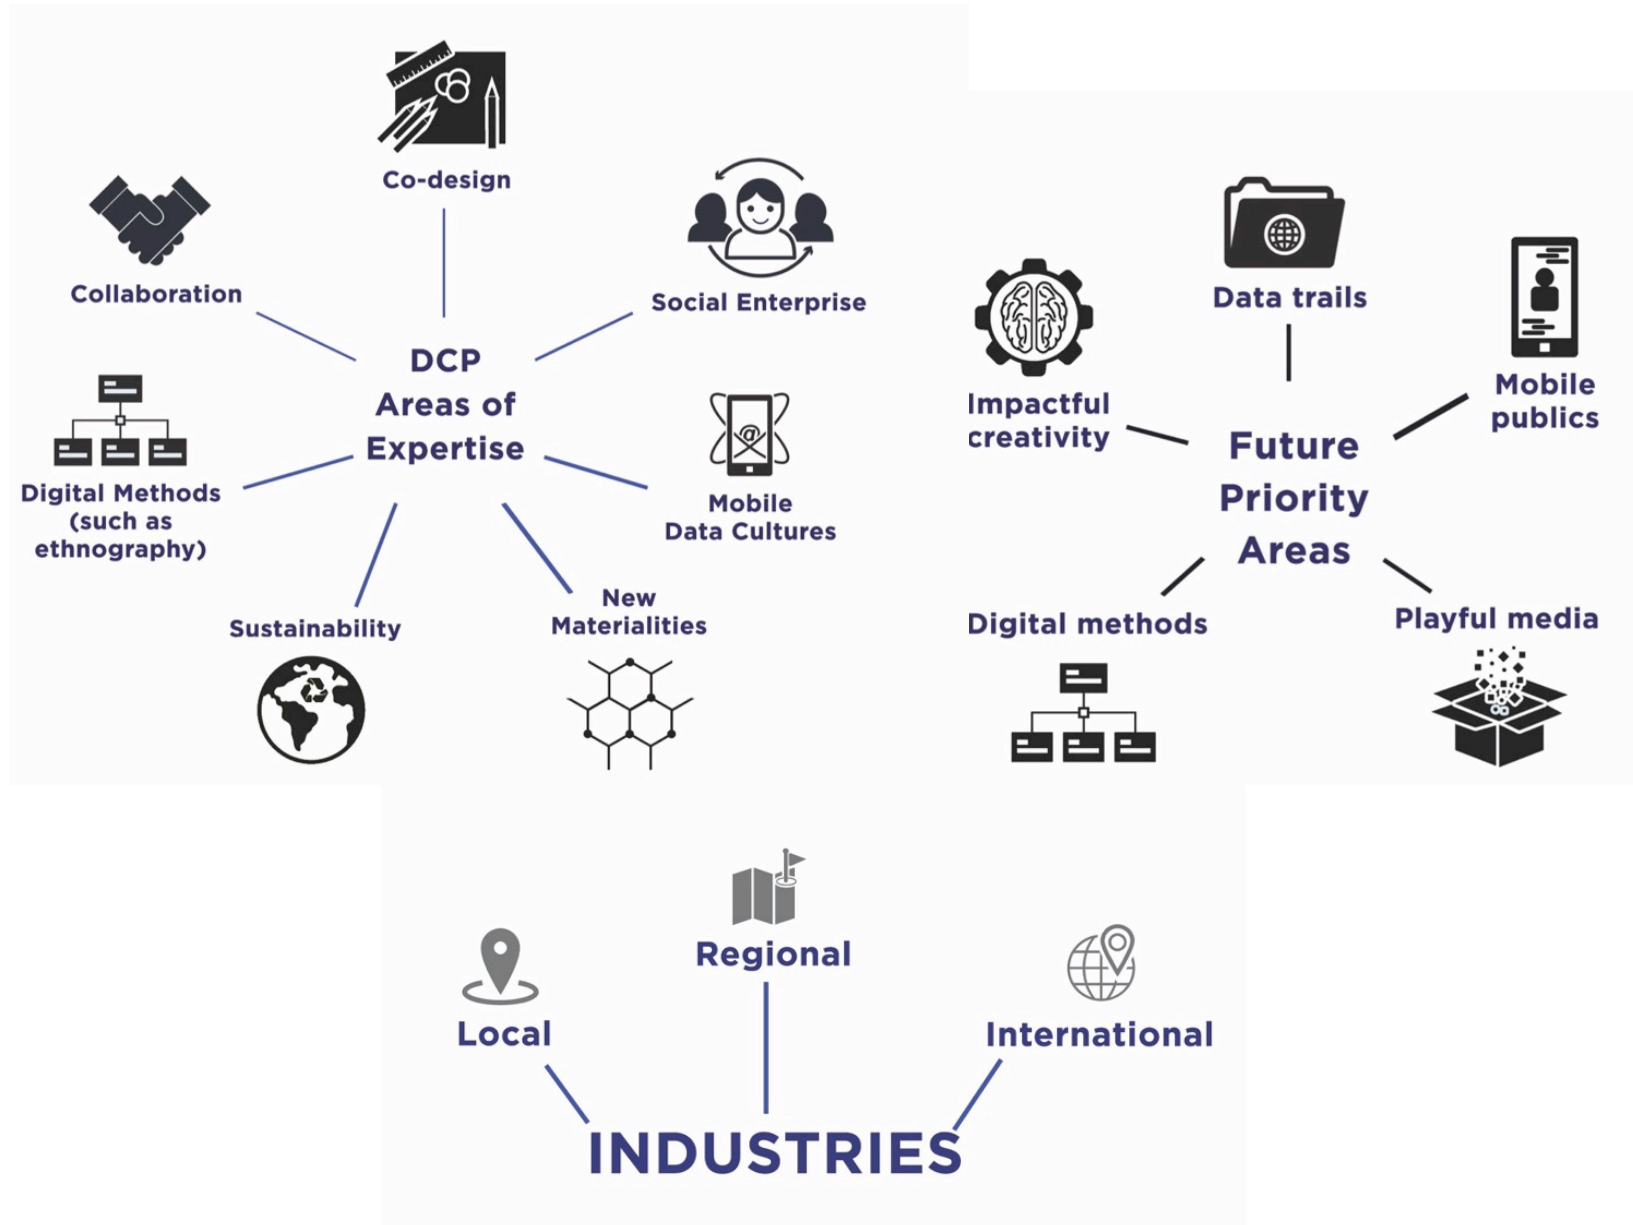 Co-design
Collaboration
Social Enterprise
DCP
Areas of
Expertise
Digital Methods
(such as
ethnography)
Mobile
Data Cultures
Sustainability
New
Materialities
Data trails
Impactful
creativity
Mobile
publics
Future
Priority
Areas
Digital methods
Playful media
Regional
Local
International
INDUSTRIES